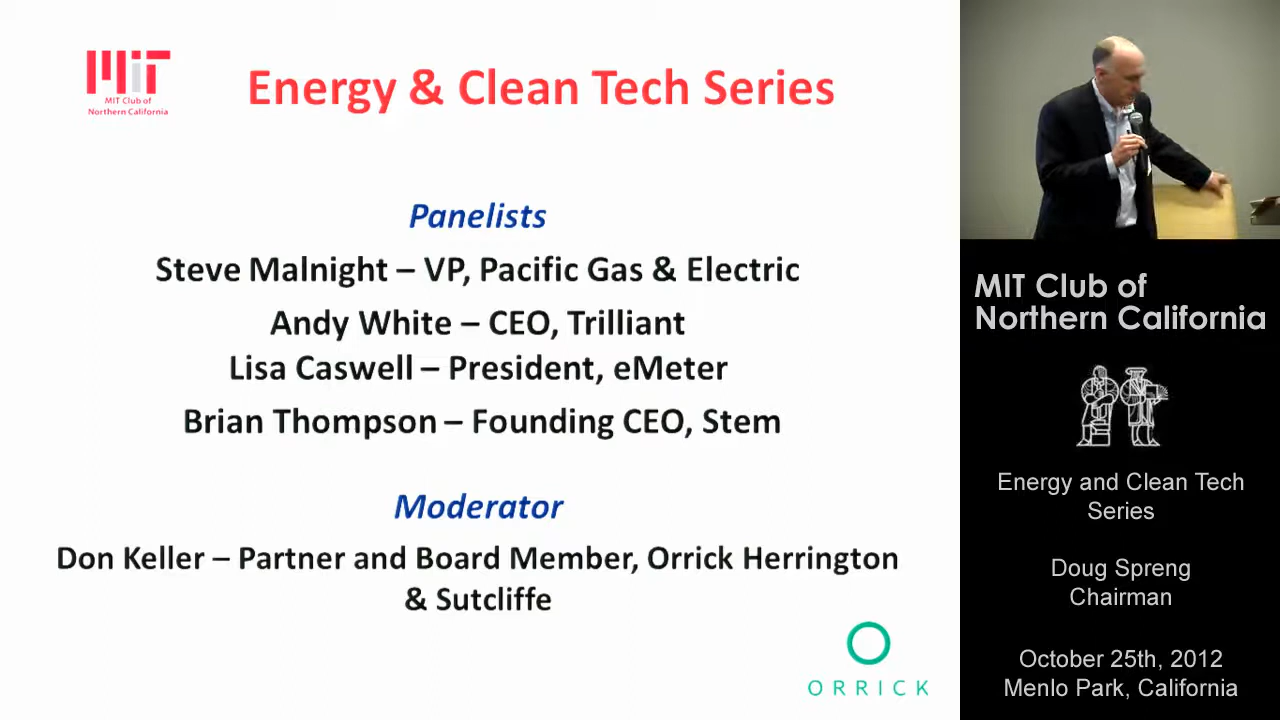 MiT
MIT Club of
Northern California
Energy & Clean Tech Series
Panelists
Steve Malnight – VP, Pacific Gas & Electric
Andy White – CEO, Trilliant
Lisa Caswell – President, eMeter
Brian Thompson – Founding CEO, Stem
Moderator
Don Keller – Partner and Board Member, Orrick Herrington
& Sutcliffe
ORRICK
MIT Club of
Northern California
Energy and Clean Tech
Series
Doug Spreng
Chairman
October 25th, 2012
Menlo Park, California